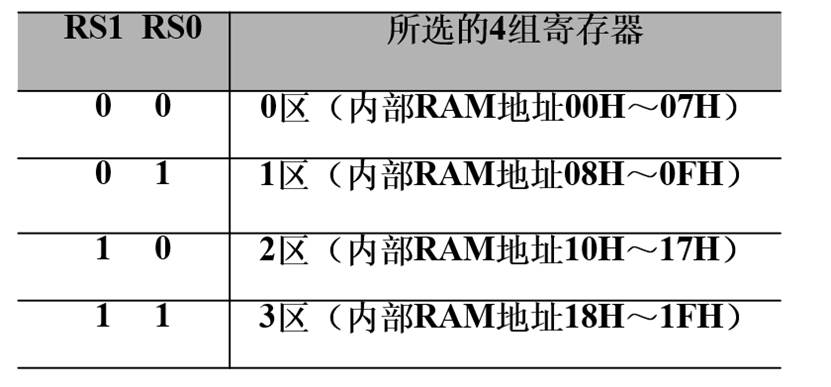 RS1 RS0 所选的4组寄存器
0 0 0区（内部RAM地址00H～07H）
0 1 1区（内部RAM地址08H～0FH）
1 0 2区（内部RAM地址10H～17H）
1 1 3区（内部RAM地址18H～1FH）